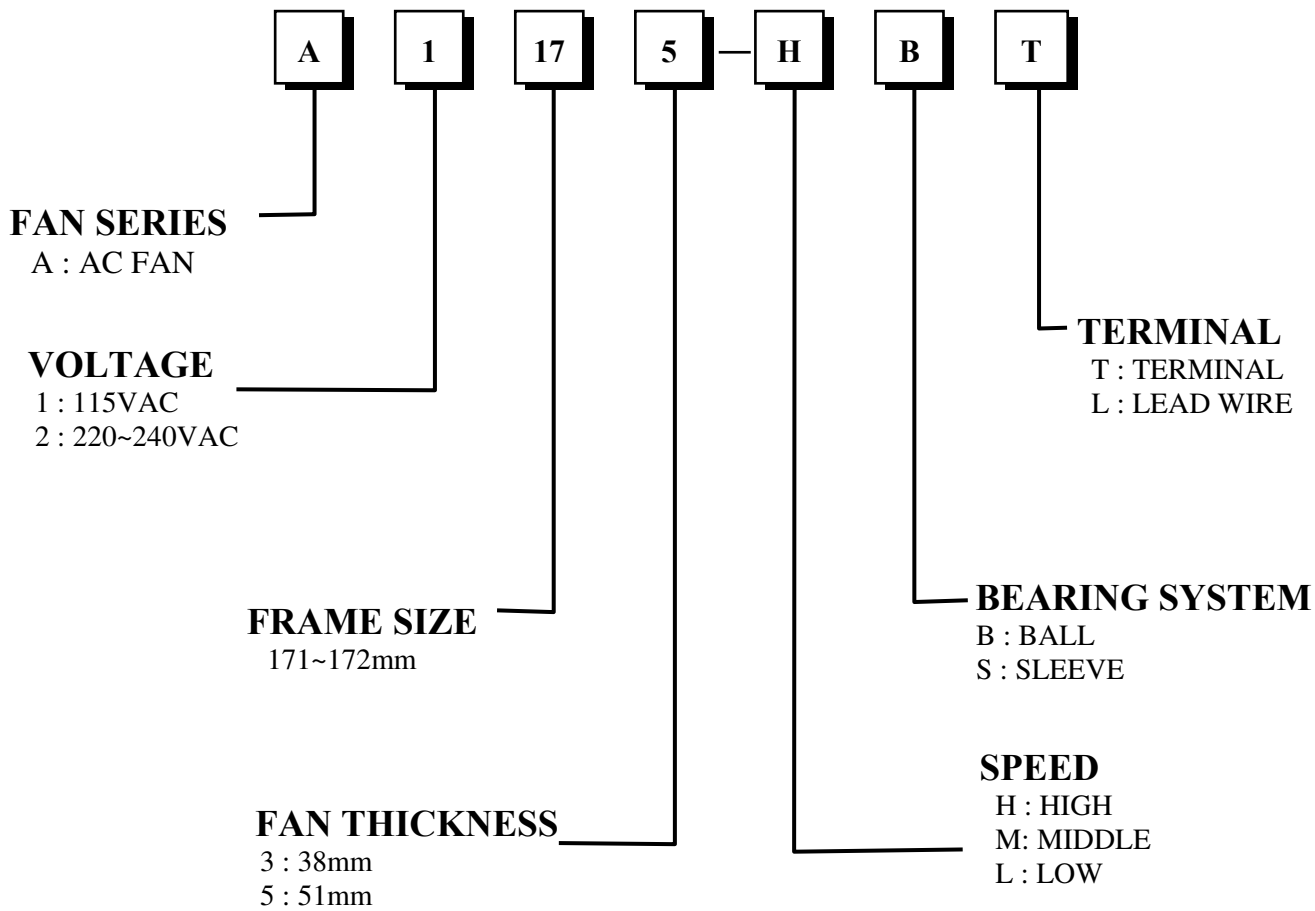 A 1 17 5 — H B T
FAN SERIES
A : AC FAN
VOLTAGE
1 : 115VAC
2 : 220~240VAC
TERMINAL
T : TERMINAL
L : LEAD WIRE
FRAME SIZE
171~172mm
BEARING SYSTEM
B : BALL
S : SLEEVE
FAN THICKNESS
3 : 38mm
5 : 51mm
SPEED
H : HIGH
M: MIDDLE
L : LOW